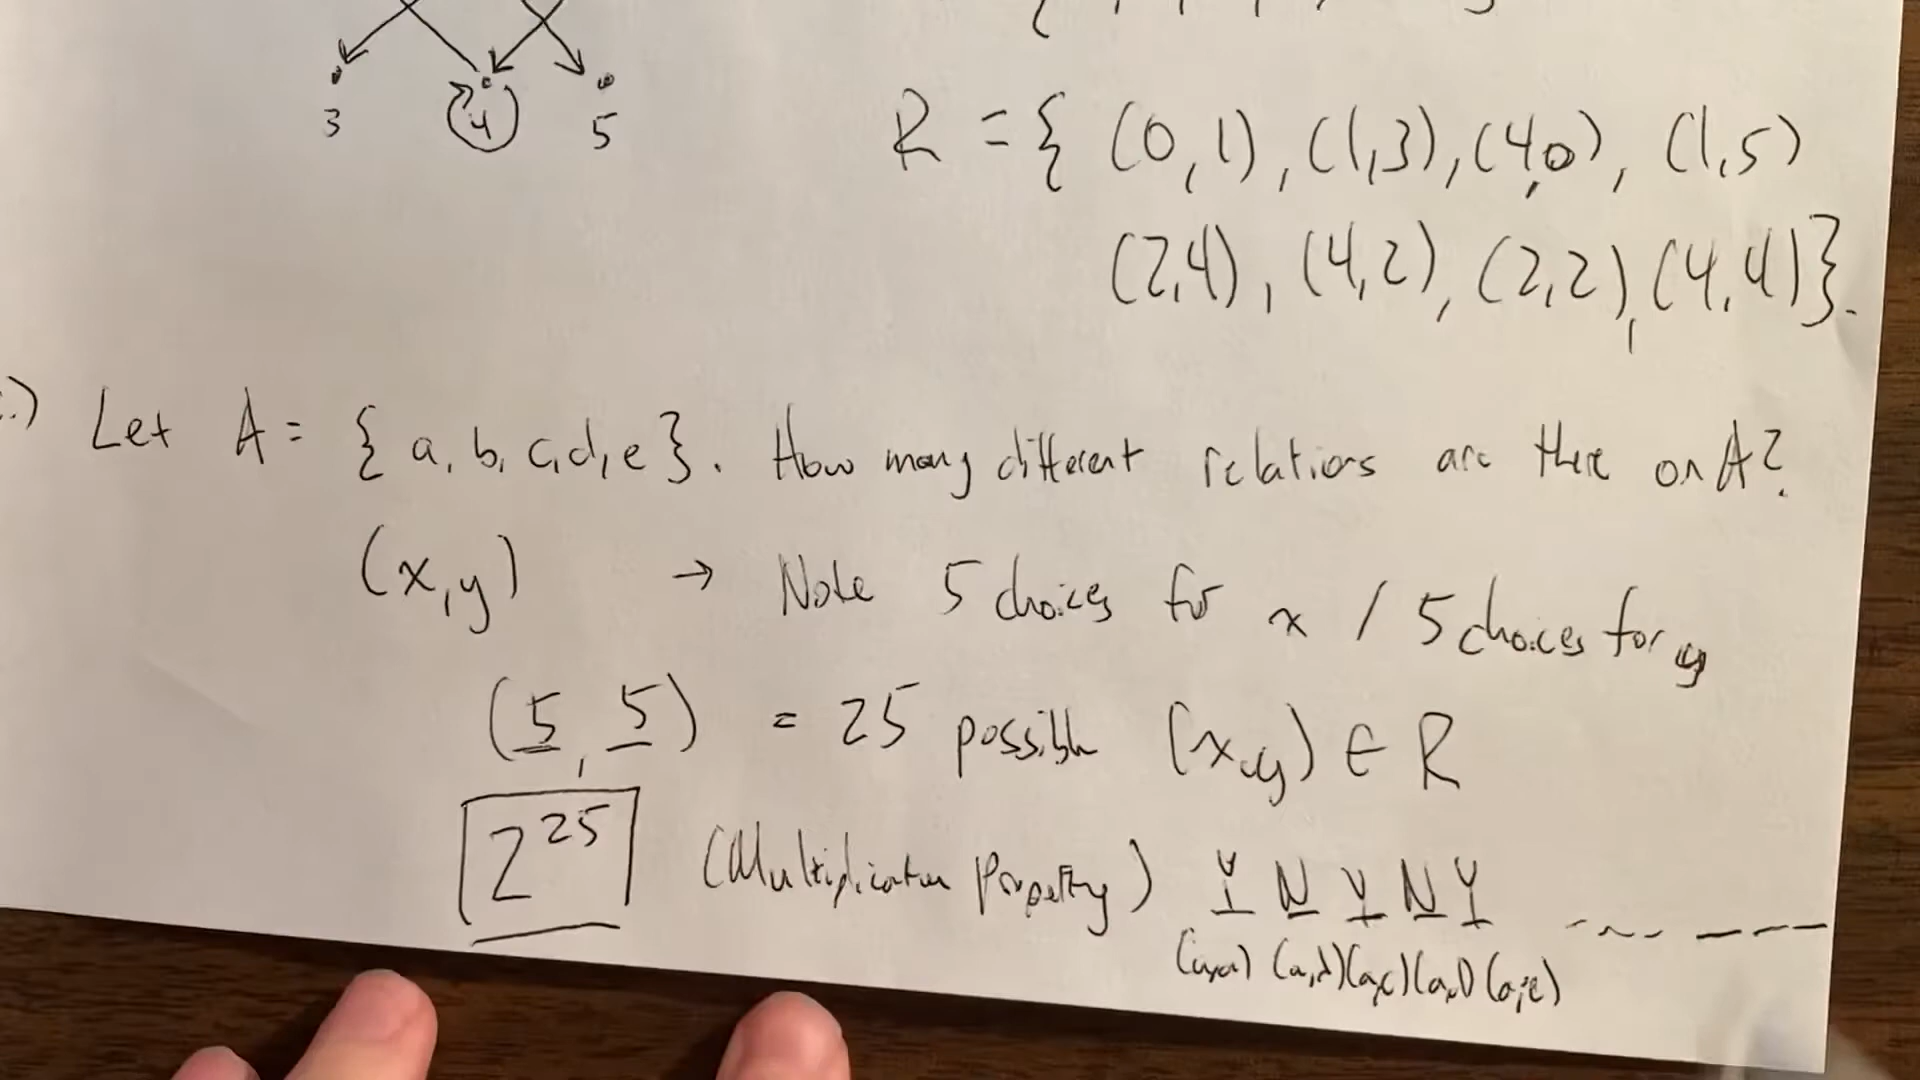 3 4 5
R = { (0,1), (1,3), (4,0), (1,5)
(2,4), (4,2), (2,2), (4,4)}.
.) Let A = { a, b, c, d, e }. How many different relations are there on A?
(x,y) → Note 5 choices for x / 5 choices for y
(5, 5) = 25 possible (x,y) ∈ R
2^25 (Multiplication Property) Y N Y N Y
(a,a) (a,b) (a,c) (a,d) (a,e)